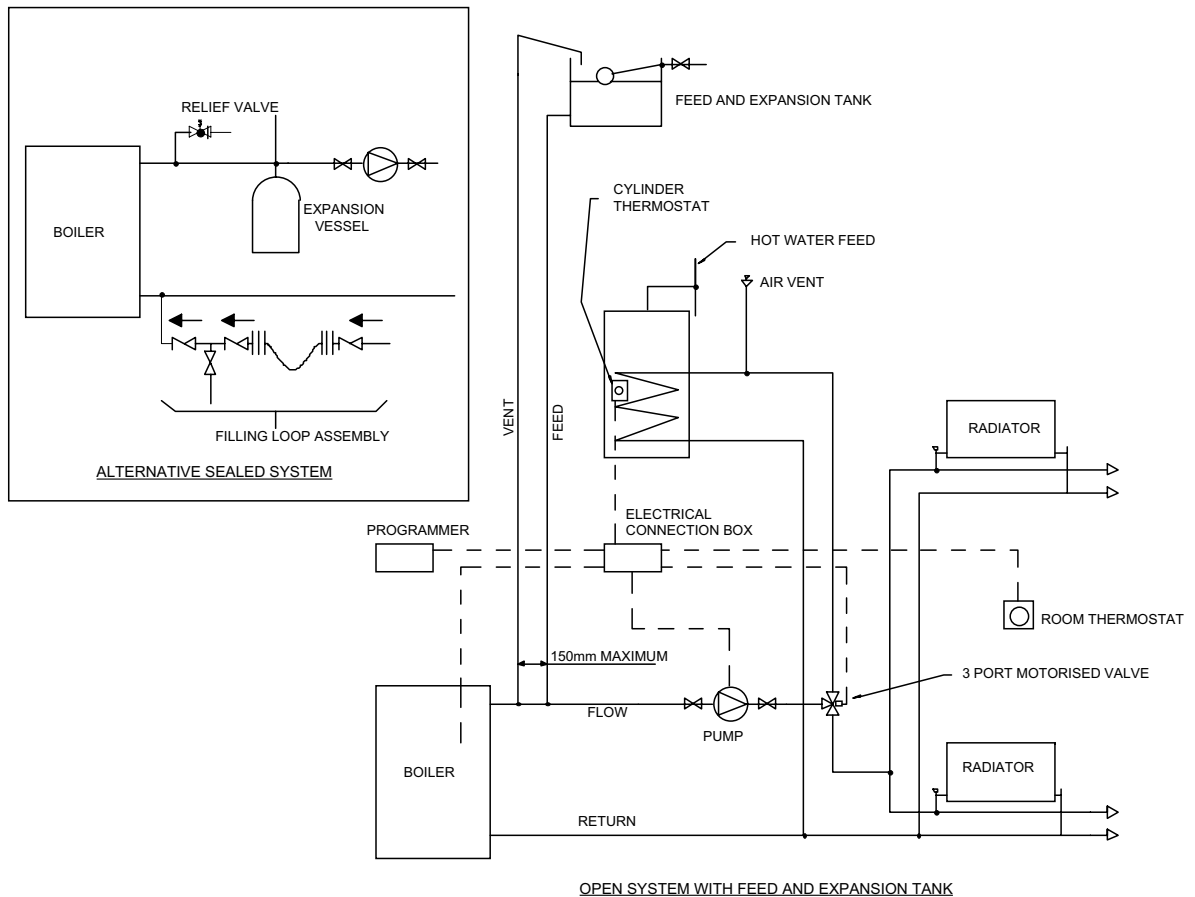 RELIEF VALVE
BOILER
EXPANSION
VESSEL
FILLING LOOP ASSEMBLY
ALTERNATIVE SEALED SYSTEM
FEED AND EXPANSION TANK
CYLINDER
THERMOSTAT
HOT WATER FEED
AIR VENT
VENT
FEED
RADIATOR
PROGRAMMER
ELECTRICAL
CONNECTION BOX
ROOM THERMOSTAT
150mm MAXIMUM
3 PORT MOTORISED VALVE
FLOW
PUMP
BOILER
RADIATOR
RETURN
OPEN SYSTEM WITH FEED AND EXPANSION TANK